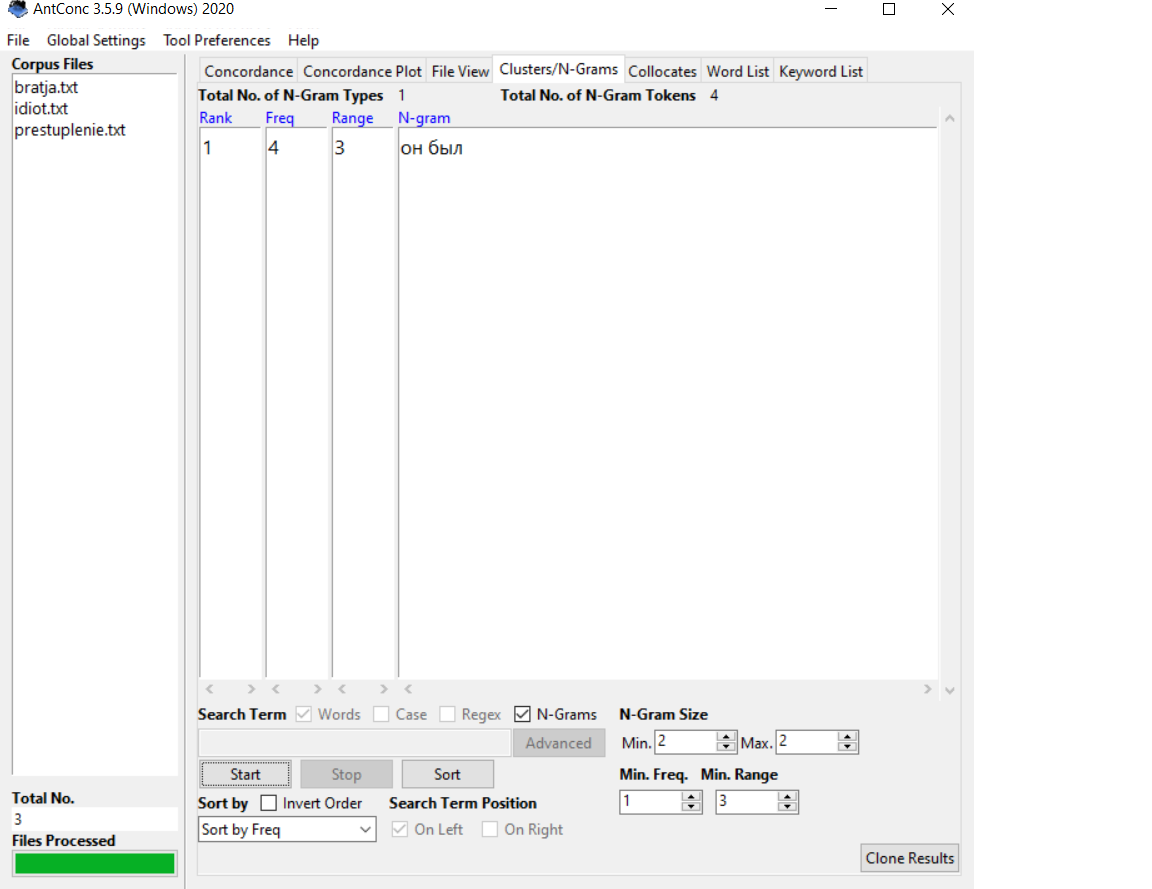 AntConc 3.5.9 (Windows) 2020
File Global Settings Tool Preferences Help
Corpus Files
bratja.txt
idiot.txt
prestuplenie.txt
Concordance Concordance Plot File View Clusters/N-Grams Collocates Word List Keyword List
Total No. of N-Gram Types 1 Total No. of N-Gram Tokens 4
Rank Freq Range N-gram
1 4 3 он был
Search Term Words Case Regex N-Grams N-Gram Size
Advanced Min. 2 Max. 2
Start Stop Sort
Min. Freq. Min. Range
Sort by Invert Order Search Term Position
1 3
Sort by Freq On Left On Right
Total No.
3
Files Processed
Clone Results